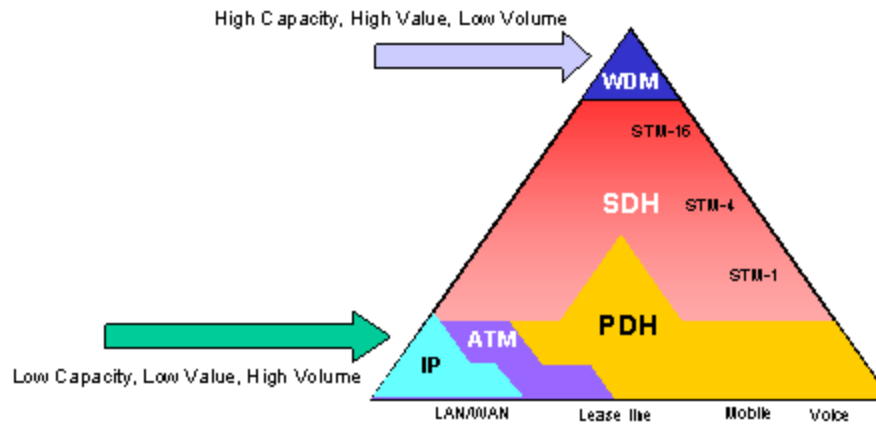 High Capacity, High Value, Low Volume
WDM
STM-16
SDH
STM-4
STM-1
PDH
ATM
IP
Low Capacity, Low Value, High Volume
LAN/WAN
Lease line
Mobile
Voice